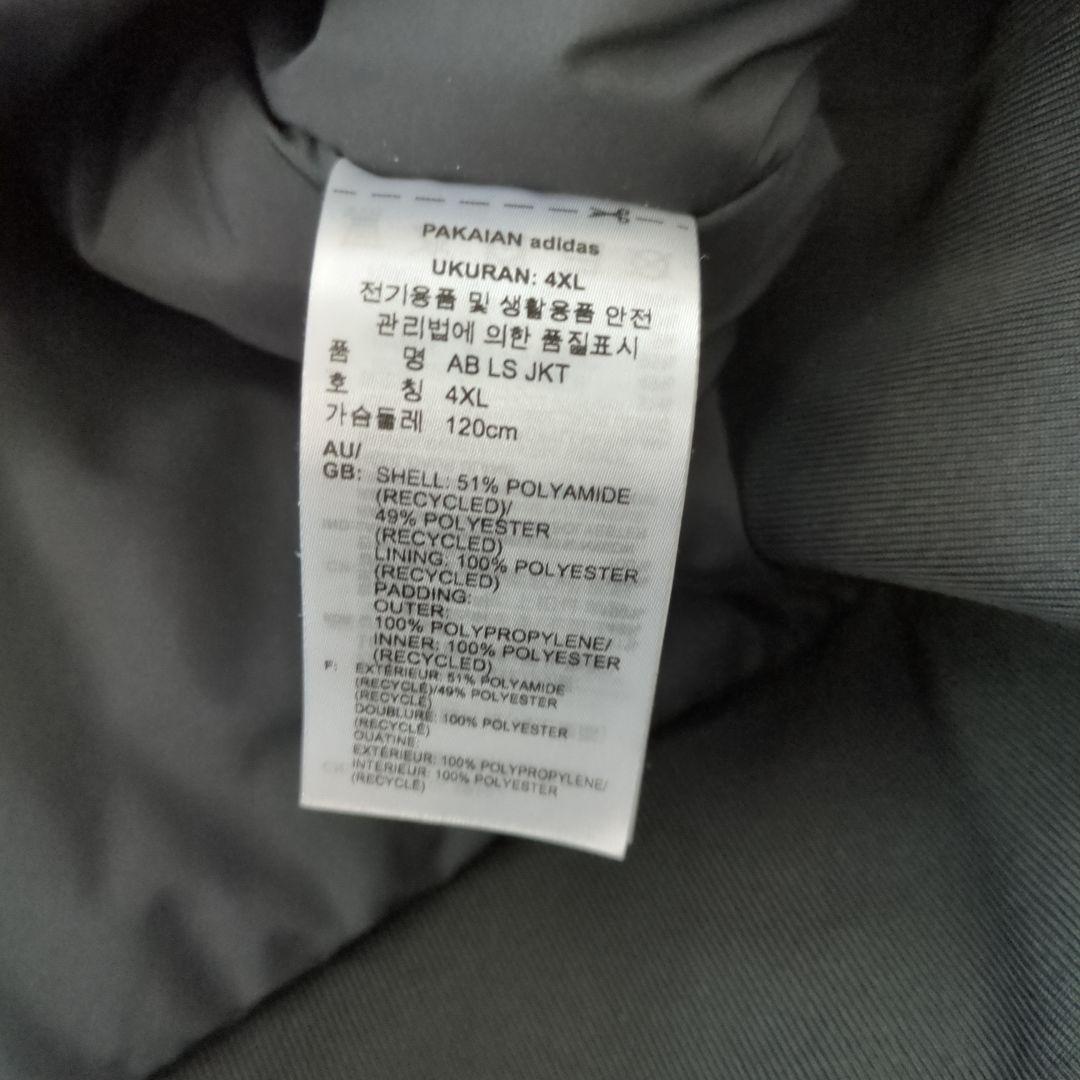 PAKAIAN adidas
UKURAN: 4XL
전기용품 및 생활용품 안전
관리법에 의한 품질표시
품 명 AB LS JKT
호 칭 4XL
가슴둘레 120cm
AU/
GB: SHELL: 51% POLYAMIDE
(RECYCLED)/
49% POLYESTER
(RECYCLED)
LINING: 100% POLYESTER
(RECYCLED)
PADDING:
OUTER:
100% POLYPROPYLENE/
INNER: 100% POLYESTER
(RECYCLED)
F: EXTÉRIEUR: 51% POLYAMIDE
(RECYCLÉ)/49% POLYESTER
(RECYCLÉ)
DOUBLURE: 100% POLYESTER
(RECYCLÉ)
OUATINE:
EXTÉRIEUR: 100% POLYPROPYLENE/
INTÉRIEUR: 100% POLYESTER
(RECYCLÉ)